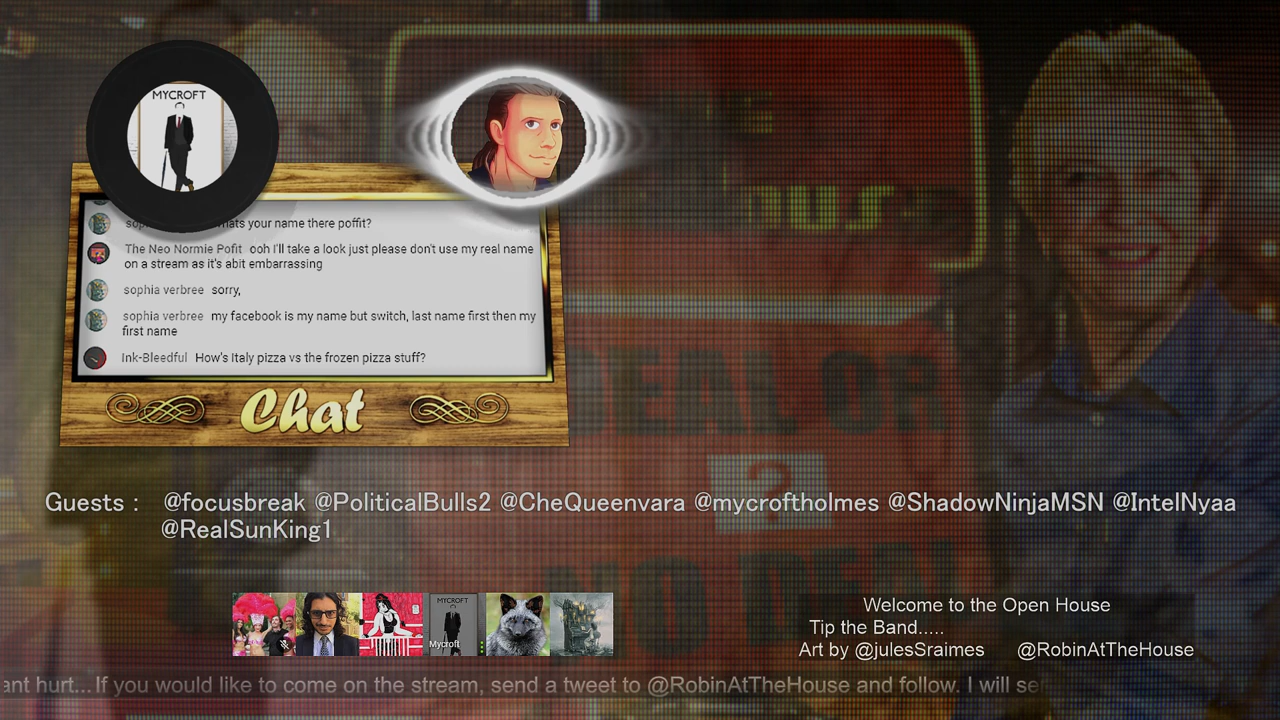 MYCROFT
whats your name there poffit?
The Neo Normie Pofit ooh I'll take a look just please don't use my real name
on a stream as it's abit embarrassing
sophia verbree sorry,
sophia verbree my facebook is my name but switch, last name first then my
first name
Ink-Bleedful How's Italy pizza vs the frozen pizza stuff?
Chat
DEAL OR
?
NO DEAL
Guests : @focusbreak @PoliticalBulls2 @CheQueenvara @mycroftholmes @ShadowNinjaMSN @IntelNyaa
@RealSunKing1
MYCROFT
Mycroft
Welcome to the Open House
Tip the Band.....
Art by @julesSraimes @RobinAtTheHouse
ant hurt... If you would like to come on the stream, send a tweet to @RobinAtTheHouse and follow. I will se